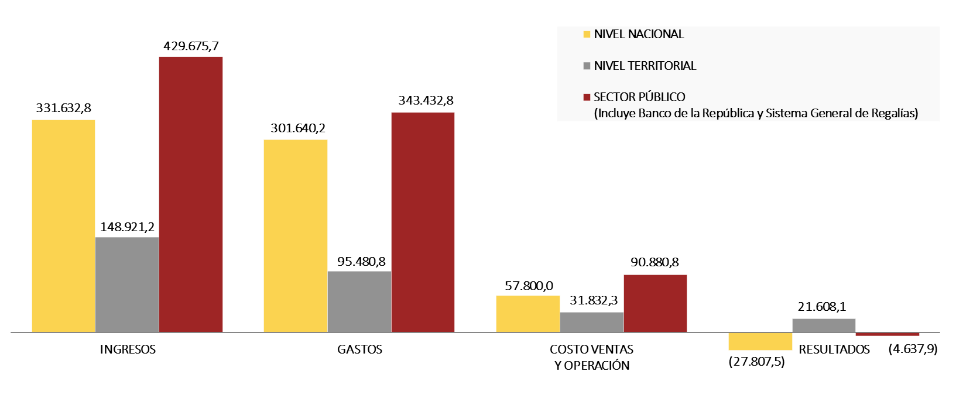 NIVEL NACIONAL
NIVEL TERRITORIAL
SECTOR PÚBLICO
(Incluye Banco de la República y Sistema General de Regalías)
429.675,7
331.632,8
148.921,2
343.432,8
301.640,2
95.480,8
90.880,8
57.800,0
31.832,3
21.608,1
(27.807,5)
(4.637,9)
INGRESOS
GASTOS
COSTO VENTAS
Y OPERACIÓN
RESULTADOS